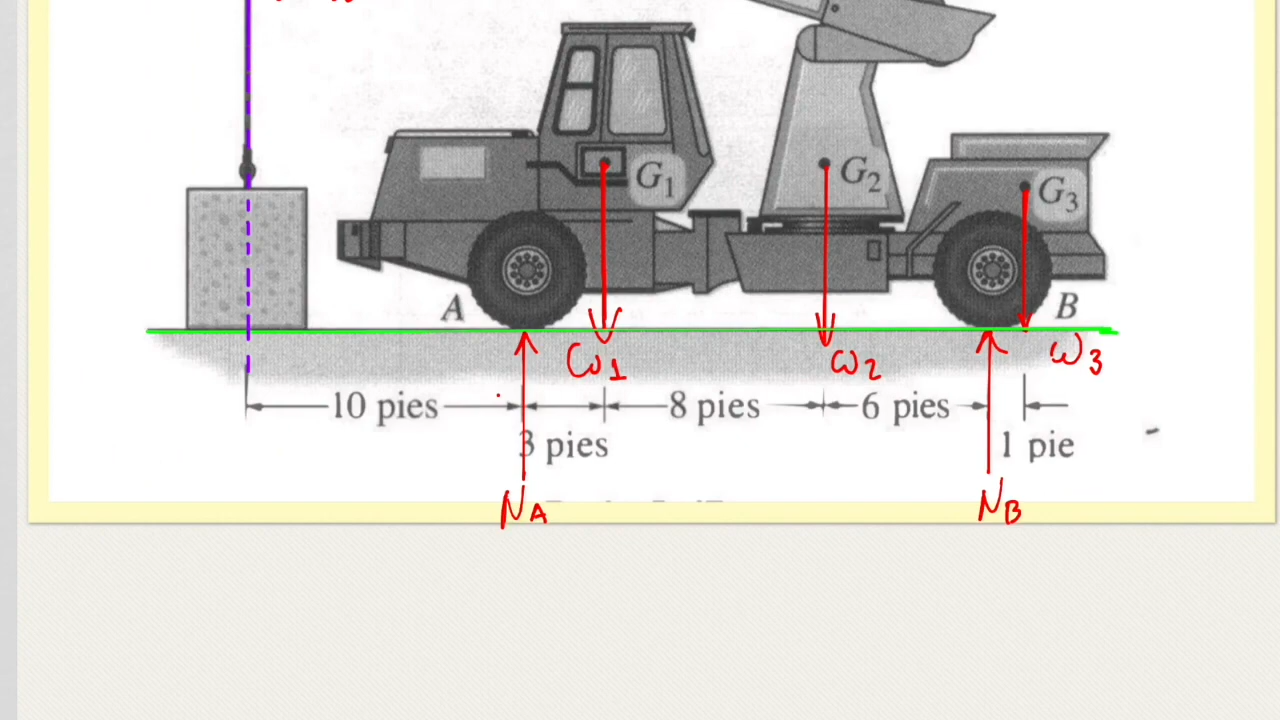 G1
G2
G3
A
B
ω1
ω2
ω3
10 pies
8 pies
6 pies
3 pies
1 pie
NA
NB